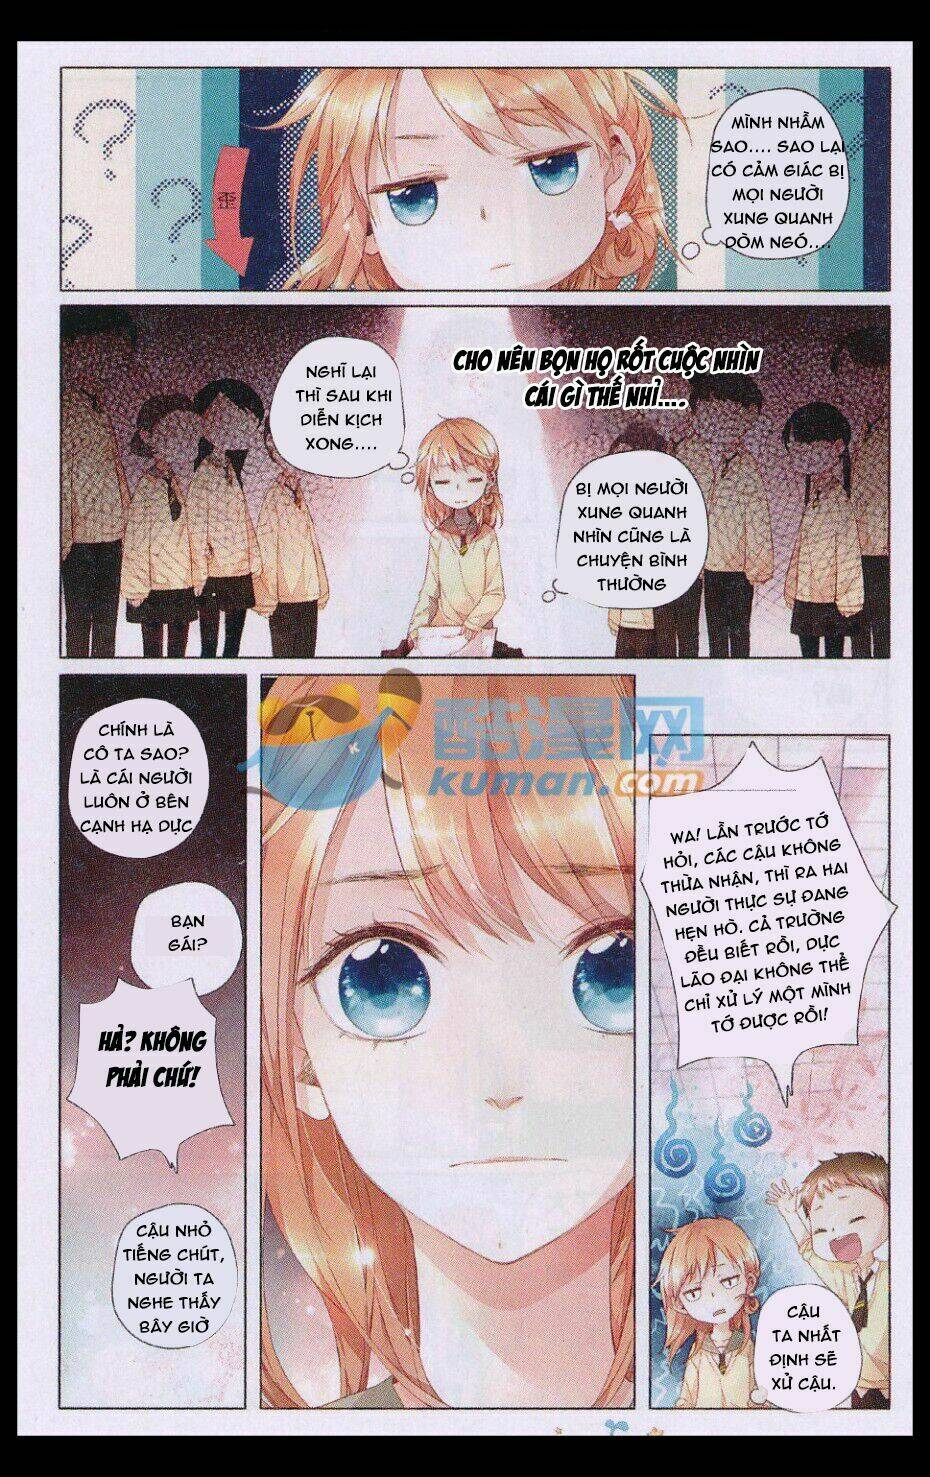 MÌNH NHẦM
SAO.... SAO LẠI
CÓ CẢM GIÁC BỊ
MỌI NGƯỜI
XUNG QUANH
DÒM NGÓ....
歪
CHO NÊN BỌN HỌ RỐT CUỘC NHÌN
CÁI GÌ THẾ NHỈ....
NGHĨ LẠI
THÌ SAU KHI
DIỄN KỊCH
XONG....
BỊ MỌI NGƯỜI
XUNG QUANH
NHÌN CŨNG LÀ
CHUYỆN BÌNH
THƯỜNG
CHÍNH LÀ
CÔ TA SAO?
LÀ CÁI NGƯỜI
LUÔN Ở BÊN
CẠNH HẠ DỰC
BẠN
GÁI?
HẢ? KHÔNG
PHẢI CHỨ!
CẬU NHỎ
TIẾNG CHÚT,
NGƯỜI TA
NGHE THẤY
BÂY GIỜ
K
酷漫网
kuman.com
WA! LẦN TRƯỚC TỚ
HỎI, CÁC CẬU KHÔNG
THỪA NHẬN, THÌ RA HAI
NGƯỜI THỰC SỰ ĐANG
HẸN HÒ. CẢ TRƯỜNG
ĐỀU BIẾT RỒI, DỰC
LÃO ĐẠI KHÔNG THỂ
CHỈ XỬ LÝ MỘT MÌNH
TỚ ĐƯỢC RỒI!
CẬU
TA NHẤT
ĐỊNH SẼ
XỬ CẬU.